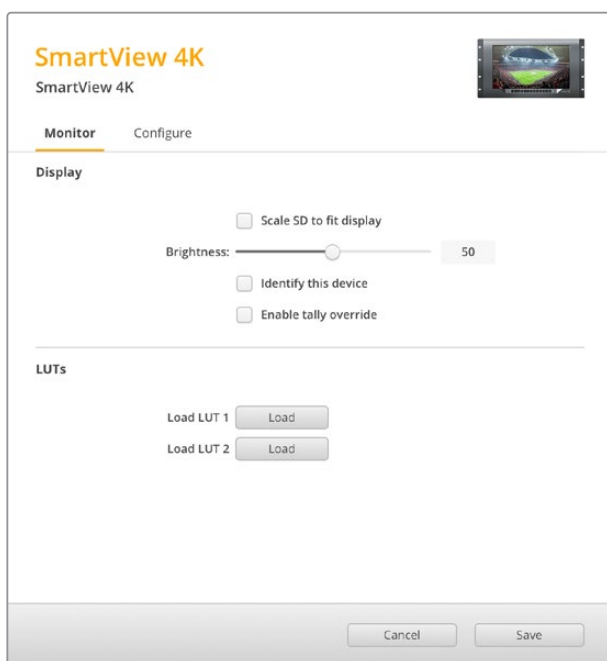 SmartView 4K
SmartView 4K
Monitor Configure
Display
Scale SD to fit display
Brightness: 50
Identify this device
Enable tally override
LUTs
Load LUT 1 Load
Load LUT 2 Load
Cancel Save